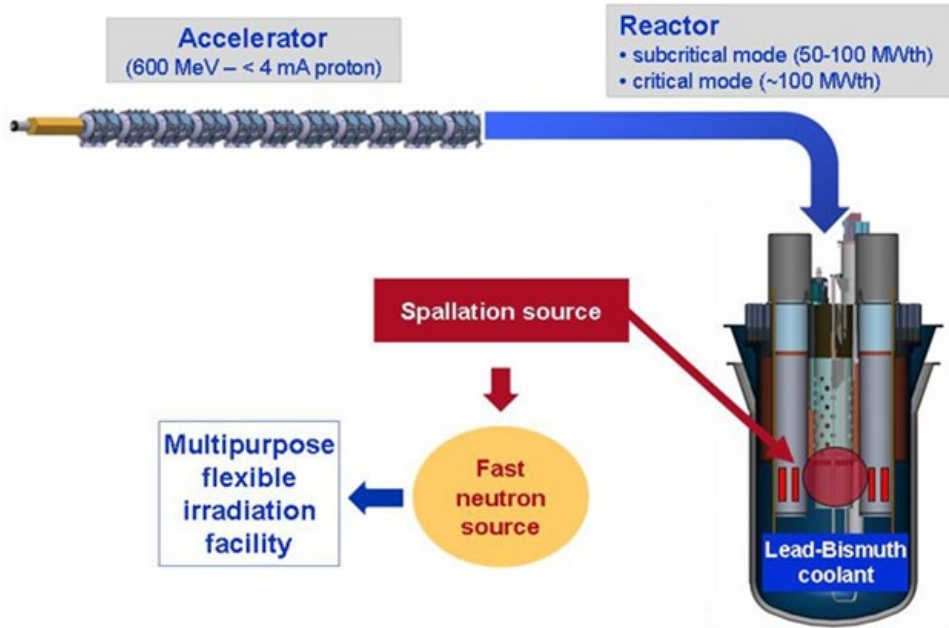 Accelerator
(600 MeV – < 4 mA proton)
Reactor
• subcritical mode (50-100 MWth)
• critical mode (~100 MWth)
Spallation source
Multipurpose
flexible
irradiation
facility
Fast
neutron
source
Lead-Bismuth
coolant